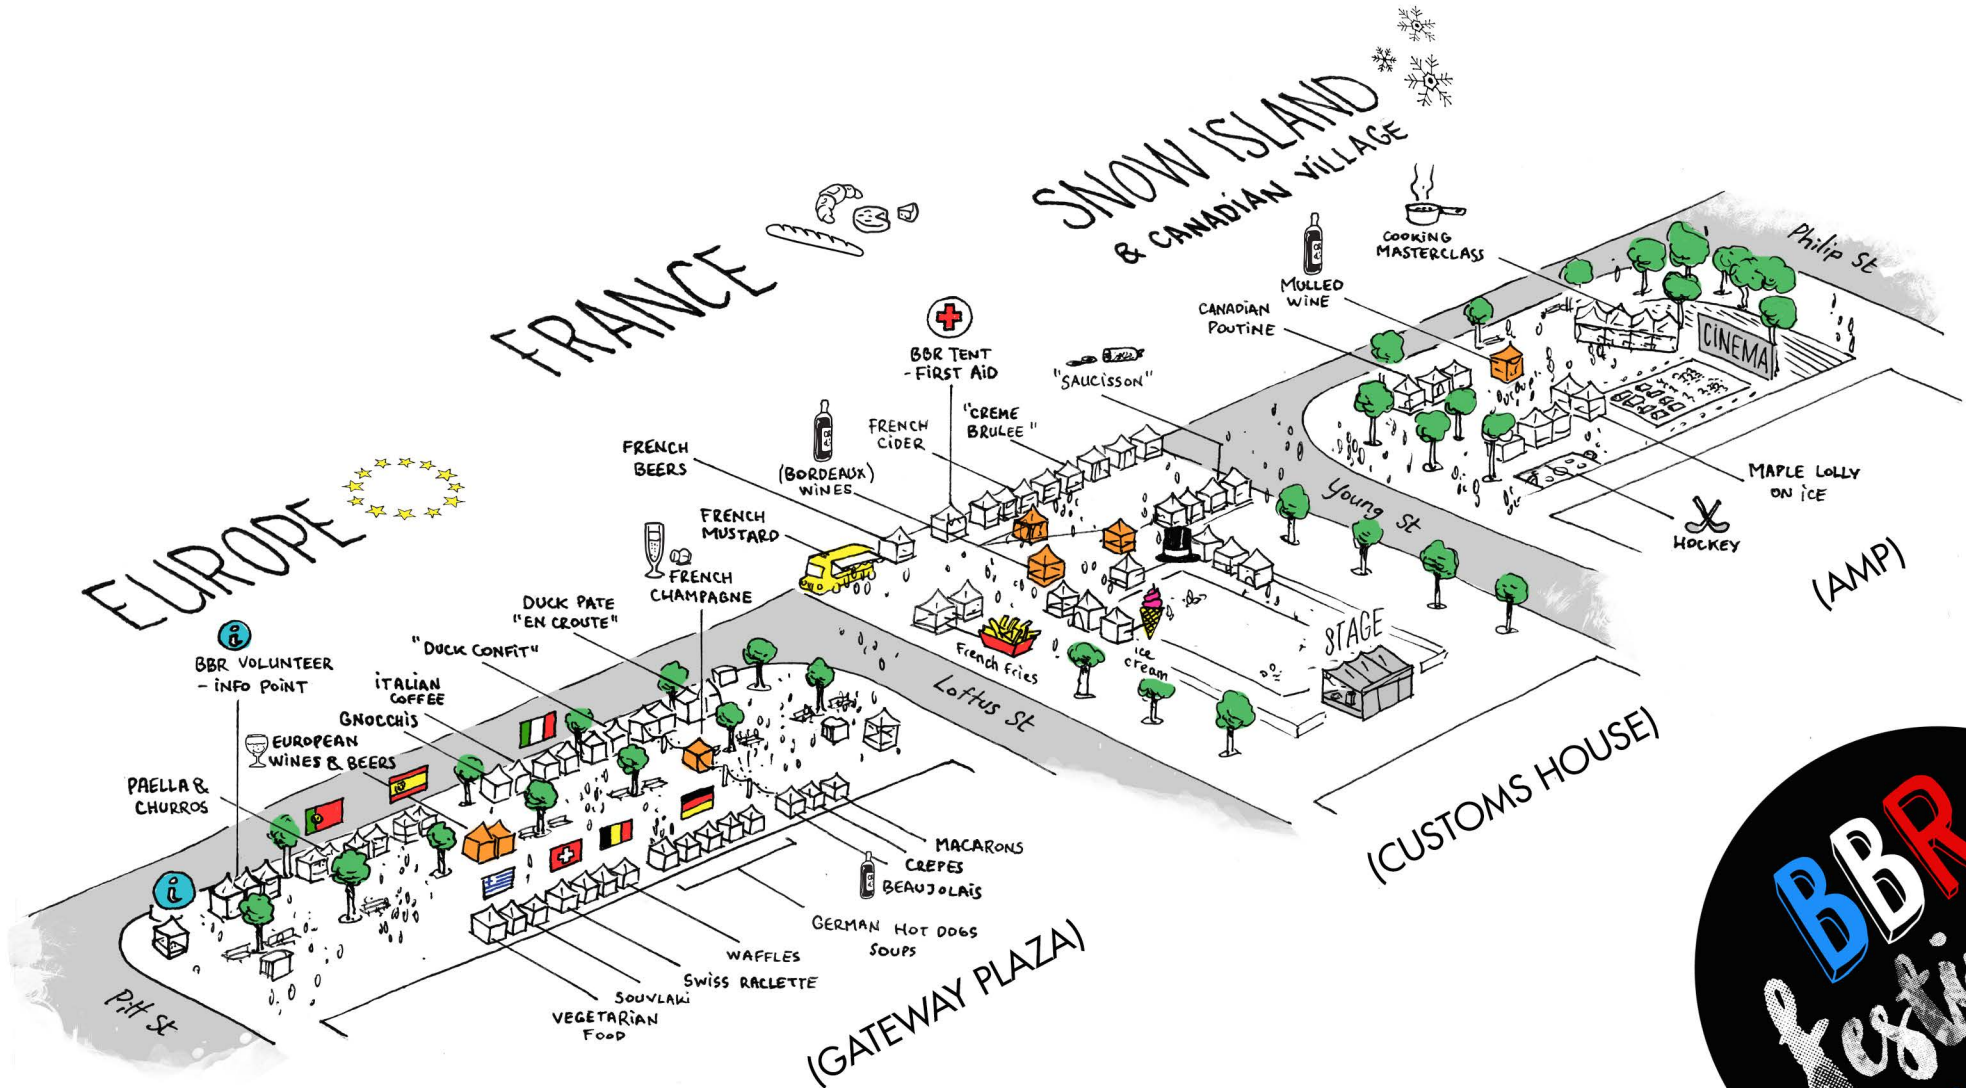 EUROPE
FRANCE
SNOW ISLAND
& CANADIAN VILLAGE
BBR VOLUNTEER
- INFO POINT
i
i
PAELLA &
CHURROS
EUROPEAN
WINES & BEERS
GNOCCHIS
ITALIAN
COFFEE
"DUCK CONFIT"
DUCK PATE
"EN CROUTE"
FRENCH
CHAMPAGNE
FRENCH
MUSTARD
FRENCH
BEERS
(BORDEAUX)
WINES
FRENCH
CIDER
BBR TENT
- FIRST AID
"CREME
BRULEE"
"SAUCISSON"
CANADIAN
POUTINE
MULLED
WINE
COOKING
MASTERCLASS
CINEMA
Philip St
MAPLE LOLLY
ON ICE
HOCKEY
(AMP)
Young St
STAGE
ice
cream
French fries
Loftus St
(CUSTOMS HOUSE)
MACARONS
CREPES
BEAUJOLAIS
GERMAN HOT DOGS
SOUPS
WAFFLES
SWISS RACLETTE
SOUVLAKI
VEGETARIAN
FOOD
(GATEWAY PLAZA)
Pitt St
BBR